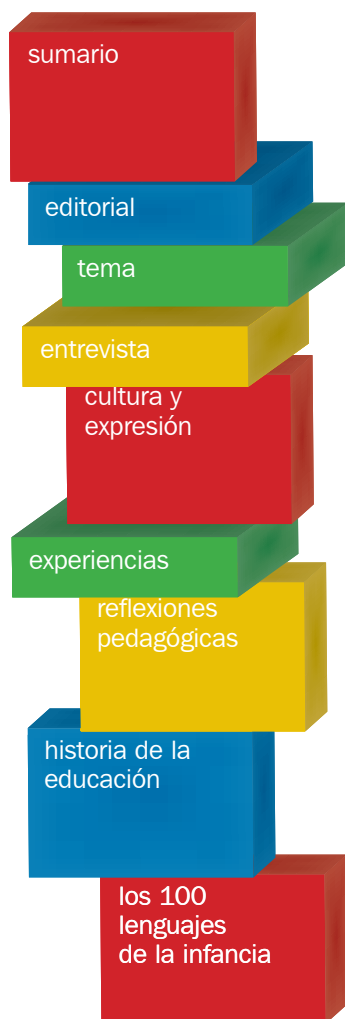 sumario
editorial
tema
entrevista
cultura y
expresión
experiencias
reflexiones
pedagógicas
historia de la
educación
los 100
lenguajes
de la infancia